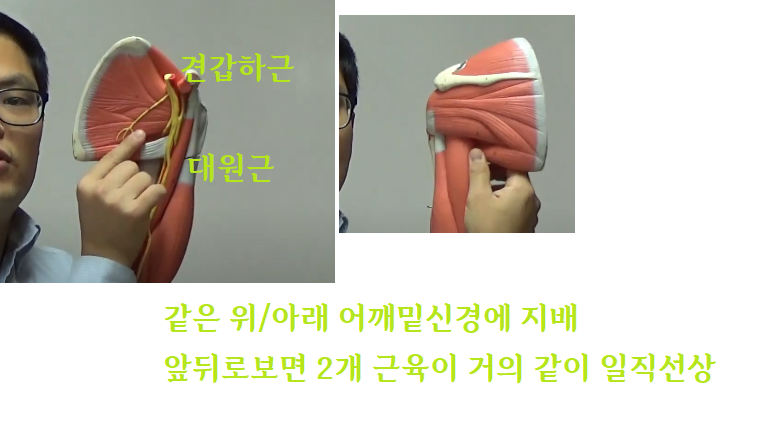 견갑하근
대원근
같은 위/아래 어깨밑신경에 지배
앞뒤로보면 2개 근육이 거의 같이 일직선상